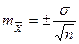 m_X̅ = ± σ/√n